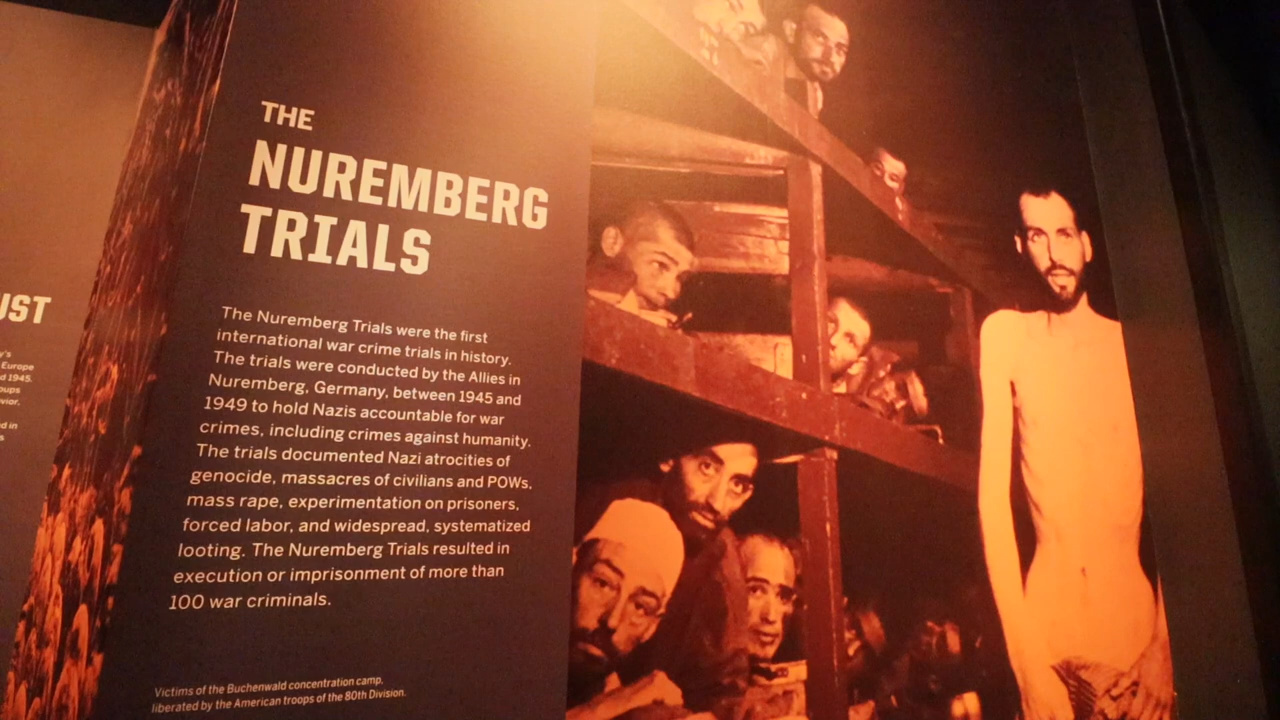 THE
NUREMBERG
TRIALS
The Nuremberg Trials were the first
international war crime trials in history.
The trials were conducted by the Allies in
Nuremberg, Germany, between 1945 and
1949 to hold Nazis accountable for war
crimes, including crimes against humanity.
The trials documented Nazi atrocities of
genocide, massacres of civilians and POWs,
mass rape, experimentation on prisoners,
forced labor, and widespread, systematized
looting. The Nuremberg Trials resulted in
execution or imprisonment of more than
100 war criminals.
Victims of the Buchenwald concentration camp,
liberated by the American troops of the 80th Division.
UST
Europe
1945.
in